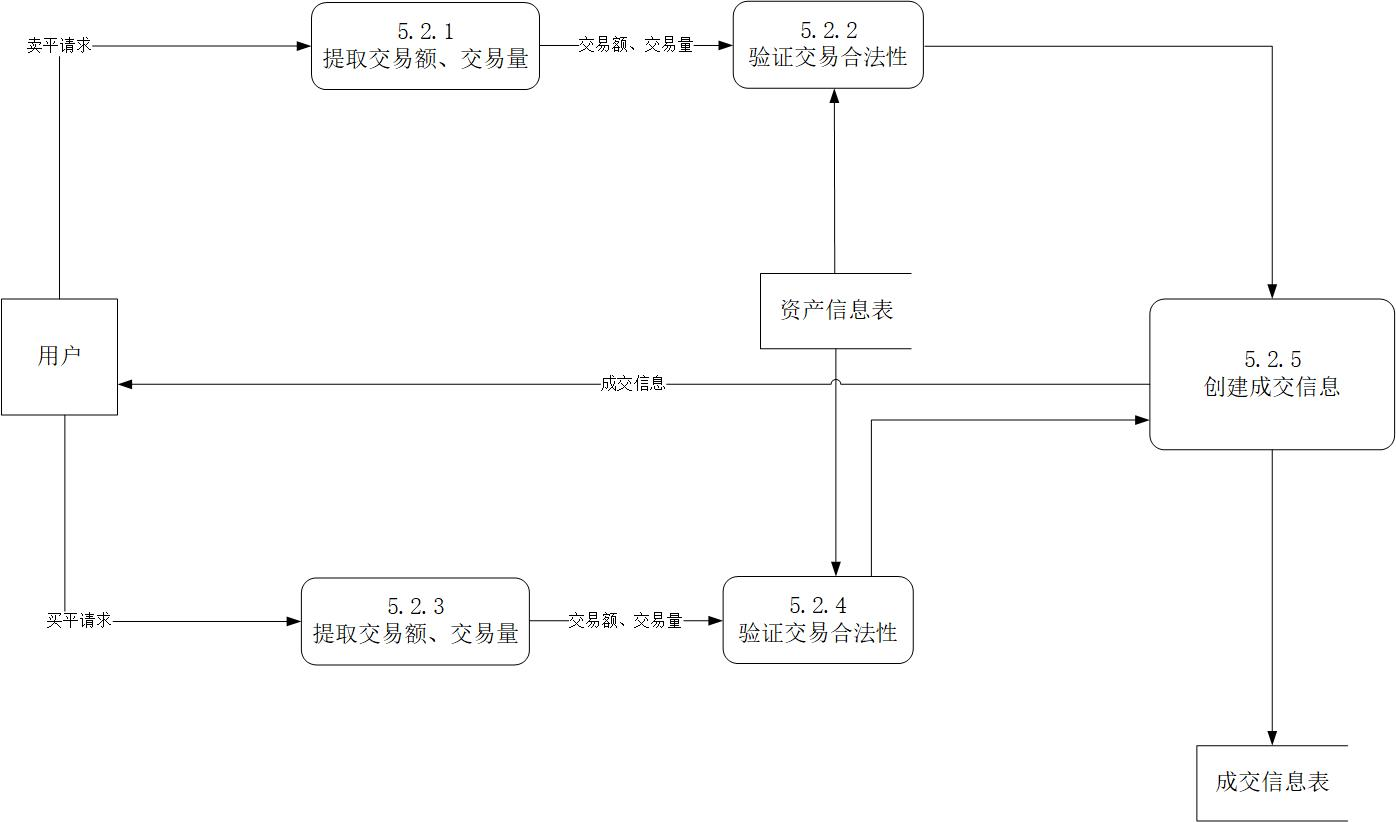 卖平请求
5.2.1
提取交易额、交易量
交易额、交易量
5.2.2
验证交易合法性
资产信息表
用户
成交信息
5.2.5
创建成交信息
买平请求
5.2.3
提取交易额、交易量
交易额、交易量
5.2.4
验证交易合法性
成交信息表